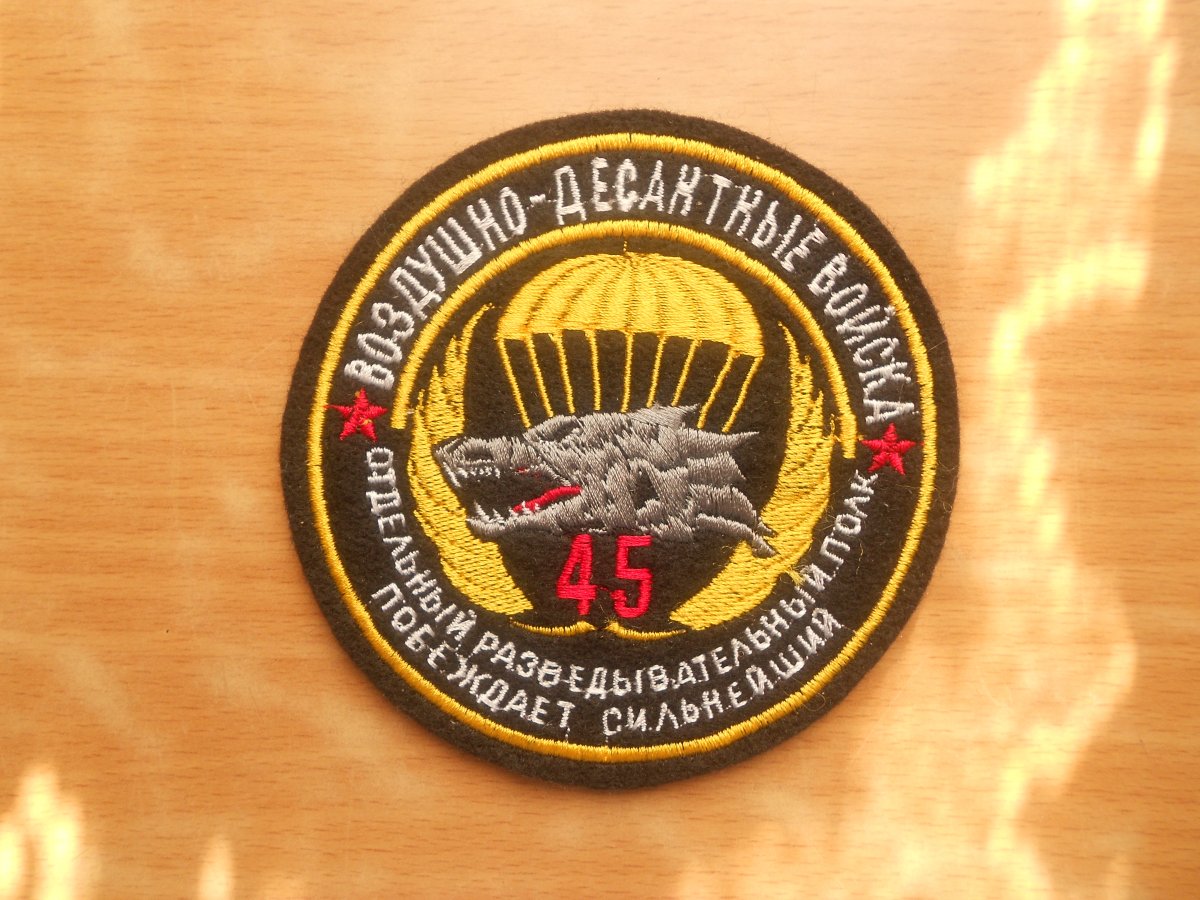 ВОЗДУШНО-ДЕСАНТНЫЕ ВОЙСКА
45
ОТДЕЛЬНЫЙ РАЗВЕДЫВАТЕЛЬНЫЙ ПОЛК
ПОБЕЖДАЕТ СИЛЬНЕЙШИЙ